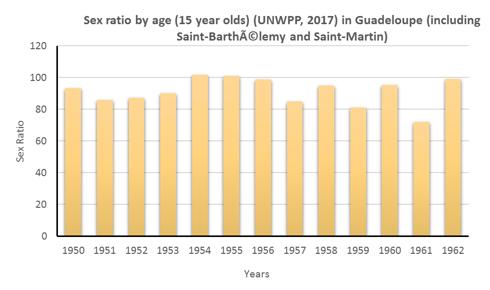 Sex ratio by age (15 year olds) (UNWPP, 2017) in Guadeloupe (including
Saint-BarthÃ©lemy and Saint-Martin)
120
100
80
60
40
20
0
Sex Ratio
1950 1951 1952 1953 1954 1955 1956 1957 1958 1959 1960 1961 1962
Years